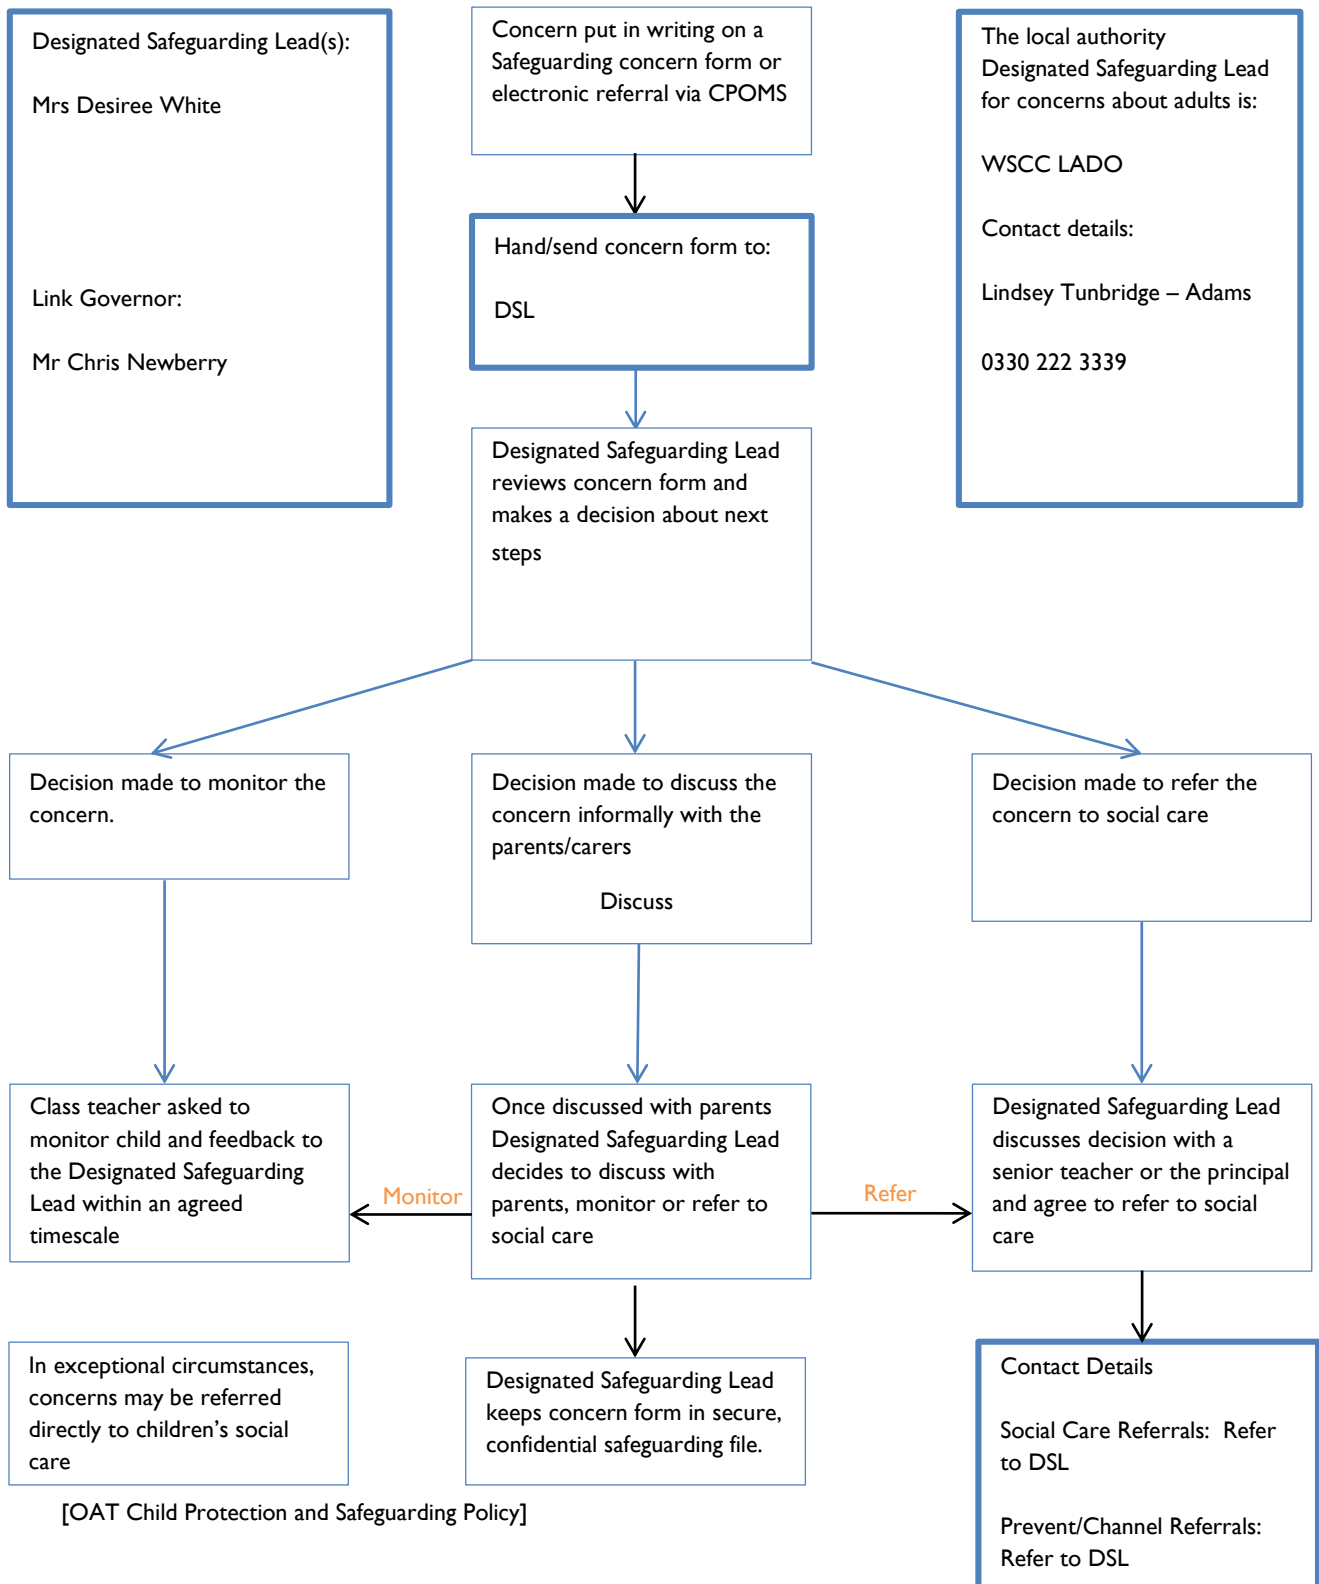 Designated Safeguarding Lead(s):
Mrs Desiree White
Link Governor:
Mr Chris Newberry
Concern put in writing on a
Safeguarding concern form or
electronic referral via CPOMS
The local authority
Designated Safeguarding Lead
for concerns about adults is:
WSCC LADO
Contact details:
Lindsey Tunbridge – Adams
0330 222 3339
Hand/send concern form to:
DSL
Designated Safeguarding Lead
reviews concern form and
makes a decision about next
steps
Decision made to monitor the
concern.
Decision made to discuss the
concern informally with the
parents/carers
Discuss
Decision made to refer the
concern to social care
Class teacher asked to
monitor child and feedback to
the Designated Safeguarding
Lead within an agreed
timescale
Monitor
Once discussed with parents
Designated Safeguarding Lead
decides to discuss with
parents, monitor or refer to
social care
Refer
Designated Safeguarding Lead
discusses decision with a
senior teacher or the principal
and agree to refer to social
care
In exceptional circumstances,
concerns may be referred
directly to children’s social
care
Designated Safeguarding Lead
keeps concern form in secure,
confidential safeguarding file.
Contact Details
Social Care Referrals: Refer
to DSL
Prevent/Channel Referrals:
Refer to DSL
[OAT Child Protection and Safeguarding Policy]